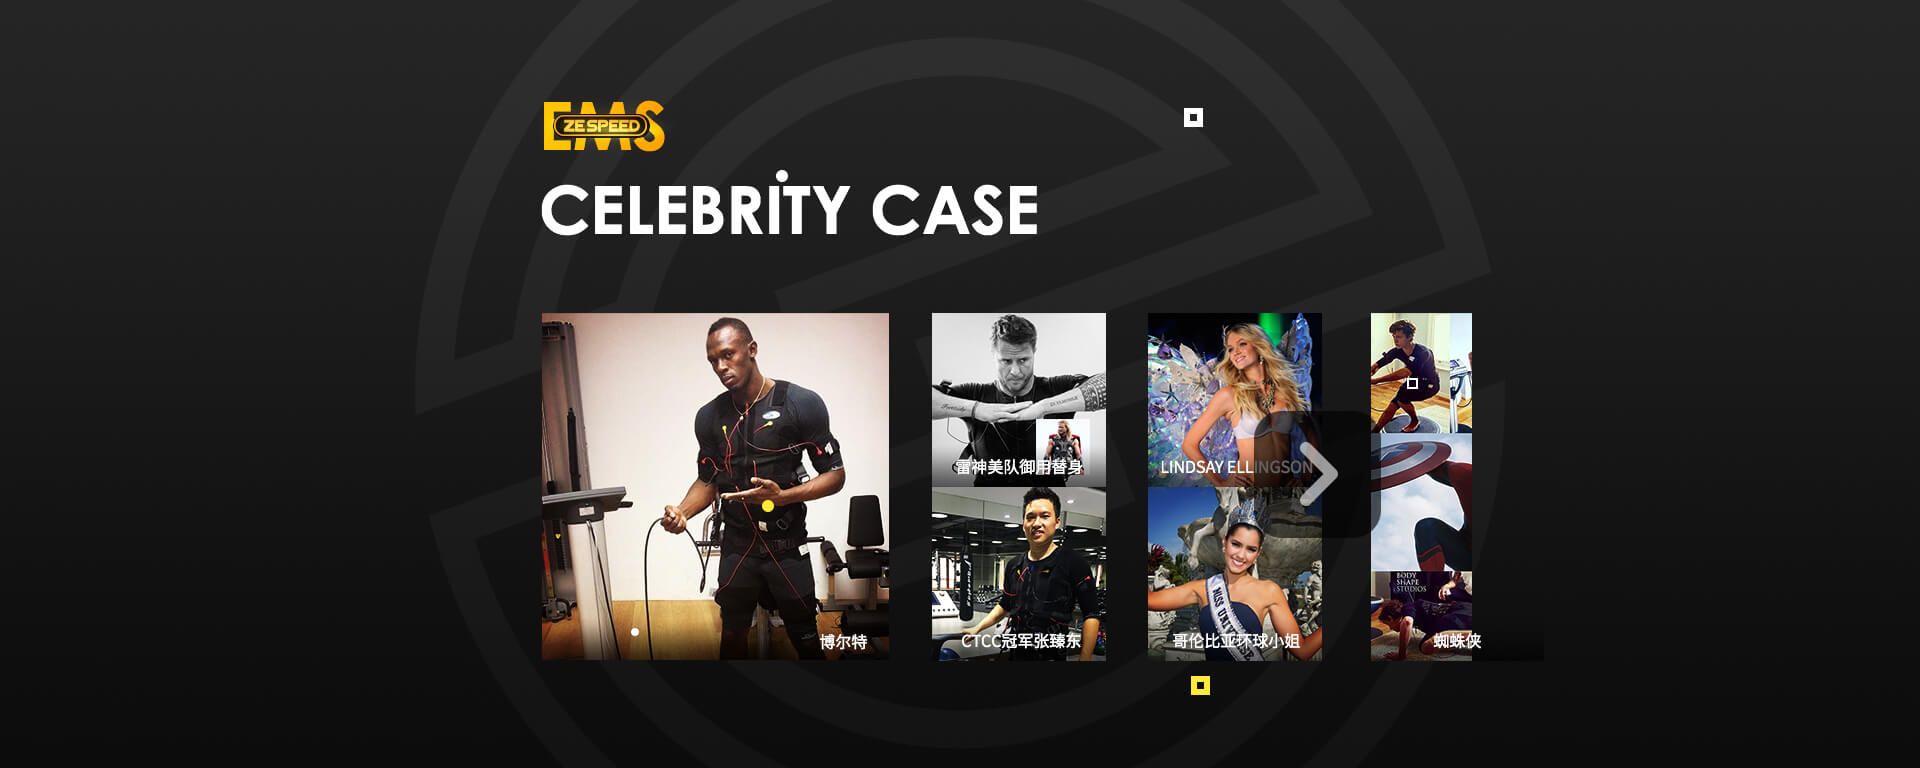 EMS
ZE SPEED
CELEBRITY CASE
雷神美队御用替身
LINDSAY ELLINGSON
BODY
SHAPE
STUDIOS
MISS UNIVERSE
博尔特
CTCC冠军张臻东
哥伦比亚环球小姐
蜘蛛侠